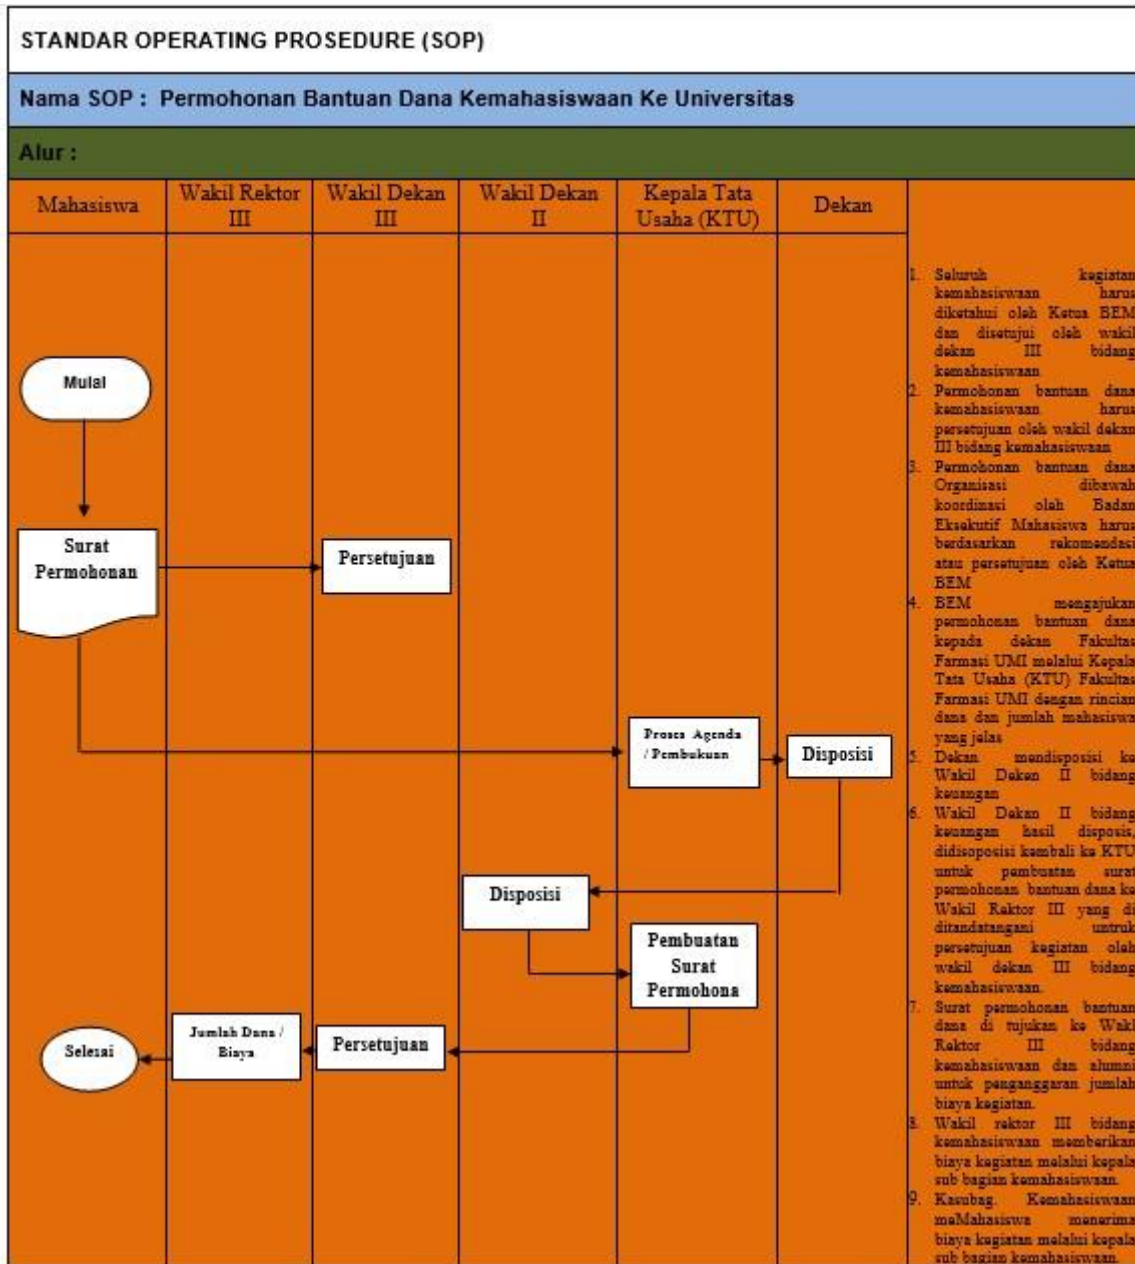 STANDAR OPERATING PROSEDURE (SOP)
Nama SOP : Permohonan Bantuan Dana Kemahasiswaan Ke Universitas
Alur :
Mahasiswa
Wakil Rektor
III
Wakil Dekan
III
Wakil Dekan
II
Kepala Tata
Usaha (KTU)
Dekan
Mulai
Surat
Permohonan
Persetujuan
Proses Agenda
/ Pembukuan
Disposisi
Disposisi
Pembuatan
Surat
Permohona
Persetujuan
Jumlah Dana /
Biaya
Selesai
1. Seluruh kegiatan
kemahasiswaan harus
diketahui oleh Ketua BEM
dan disetujui oleh wakil
dekan III bidang
kemahasiswaan
2. Permohonan bantuan dana
kemahasiswaan harus
persetujuan oleh wakil dekan
III bidang kemahasiswaan
3. Permohonan bantuan dana
Organisasi dibawah
koordinasi oleh Badan
Eksekutif Mahasiswa harus
berdasarkan rekomendasi
atau persetujuan oleh Ketua
BEM
4. BEM mengajukan
permohonan bantuan dana
kepada dekan Fakultas
Farmasi UMI melalui Kepala
Tata Usaha (KTU) Fakultas
Farmasi UMI dengan rincian
dana dan jumlah mahasiswa
yang jelas
5. Dekan mendisposisi ke
Wakil Deken II bidang
keuangan
6. Wakil Dekan II bidang
keuangan hasil disposis,
didisoposisi kembali ke KTU
untuk pembuatan surat
permohonan bantuan dana ke
Wakil Rektor III yang di
ditandatangani untruk
persetujuan kegiatan oleh
wakil dekan III bidang
kemahasiswaan.
7. Surat permohonan bantuan
dana di tujukan ke Wakl
Rektor III bidang
kemahasiswaan dan alumni
untuk penganggaran jumlah
biaya kegiatan.
8. Wakil rektor III bidang
kemahasiswaan memberikan
biaya kegiatan melalui kepala
sub bagian kemahasiswaan.
9. Kasubag. Kemahasiswaan
meMahasiswa menerima
biaya kegiatan melalui kepala
sub bagian kemahasiswaan.